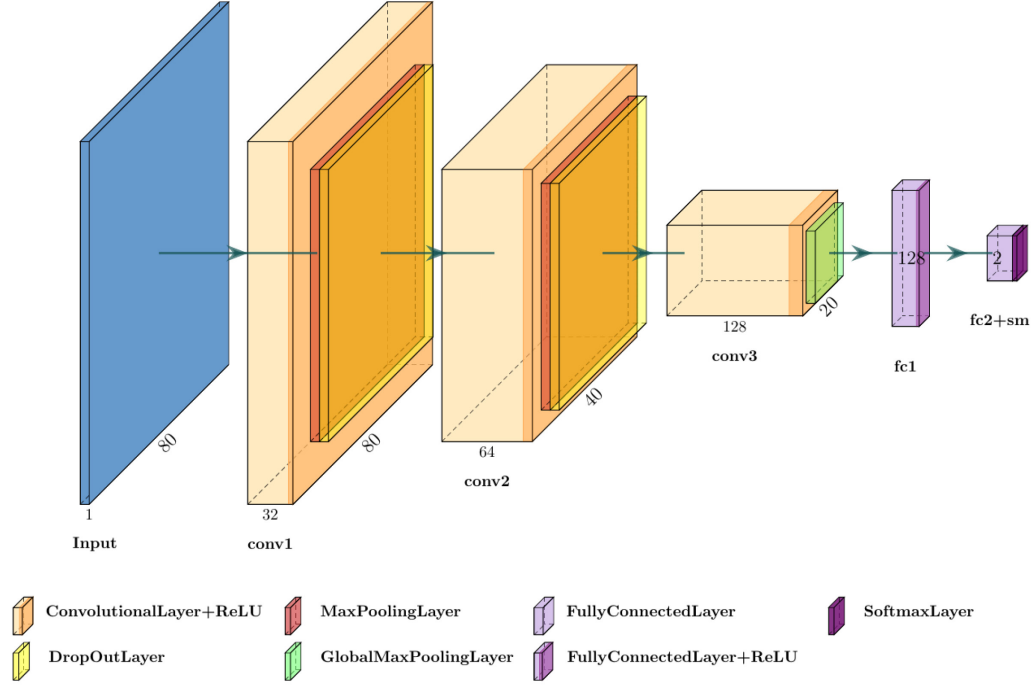 80
80
40
20
128
2
1
32
64
128
Input
conv1
conv2
conv3
fc1
fc2+sm
ConvolutionalLayer+ReLU
MaxPoolingLayer
FullyConnectedLayer
SoftmaxLayer
DropOutLayer
GlobalMaxPoolingLayer
FullyConnectedLayer+ReLU